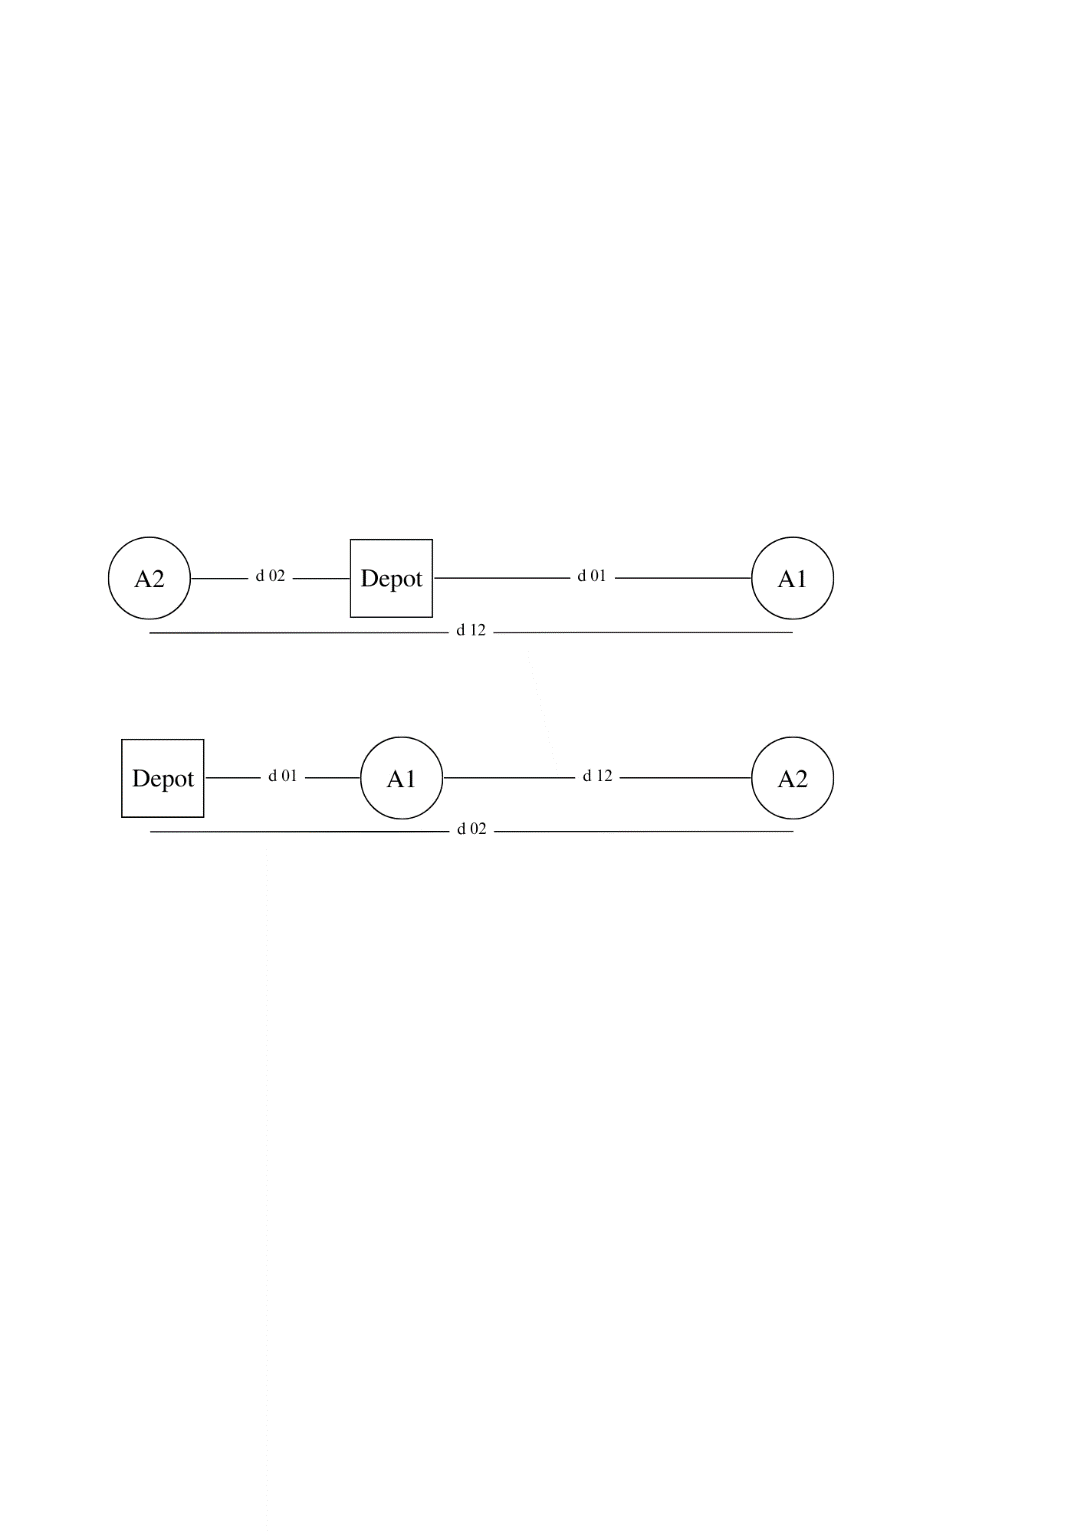 A2 d 02 Depot d 01 A1
d 12
Depot d 01 A1 d 12 A2
d 02